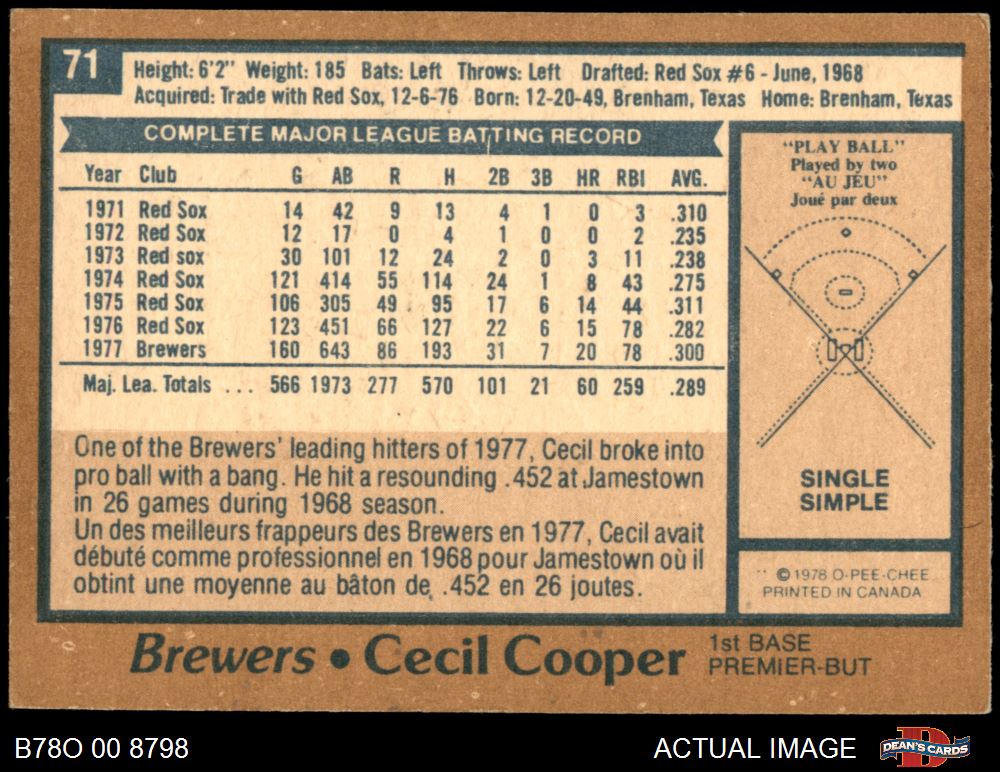 71
Height: 6'2" Weight: 185 Bats: Left Throws: Left Drafted: Red Sox #6 - June, 1968
Acquired: Trade with Red Sox, 12-6-76 Born: 12-20-49, Brenham, Texas Home: Brenham, Texas
COMPLETE MAJOR LEAGUE BATTING RECORD
Year Club G AB R H 2B 3B HR RBI AVG.
1971 Red Sox 14 42 9 13 4 1 0 3 .310
1972 Red Sox 12 17 0 4 1 0 0 2 .235
1973 Red sox 30 101 12 24 2 0 3 11 .238
1974 Red Sox 121 414 55 114 24 1 8 43 .275
1975 Red Sox 106 305 49 95 17 6 14 44 .311
1976 Red Sox 123 451 66 127 22 6 15 78 .282
1977 Brewers 160 643 86 193 31 7 20 78 .300
Maj. Lea. Totals ... 566 1973 277 570 101 21 60 259 .289
One of the Brewers' leading hitters of 1977, Cecil broke into
pro ball with a bang. He hit a resounding .452 at Jamestown
in 26 games during 1968 season.
Un des meilleurs frappeurs des Brewers en 1977, Cecil avait
débuté comme professionnel en 1968 pour Jamestown où il
obtint une moyenne au bâton de .452 en 26 joutes.
"PLAY BALL"
Played by two
"AU JEU"
Joué par deux
SINGLE
SIMPLE
© 1978 O-PEE-CHEE
PRINTED IN CANADA
Brewers • Cecil Cooper
1st BASE
PREMIER-BUT
B78O 00 8798
ACTUAL IMAGE
DEAN'S CARDS